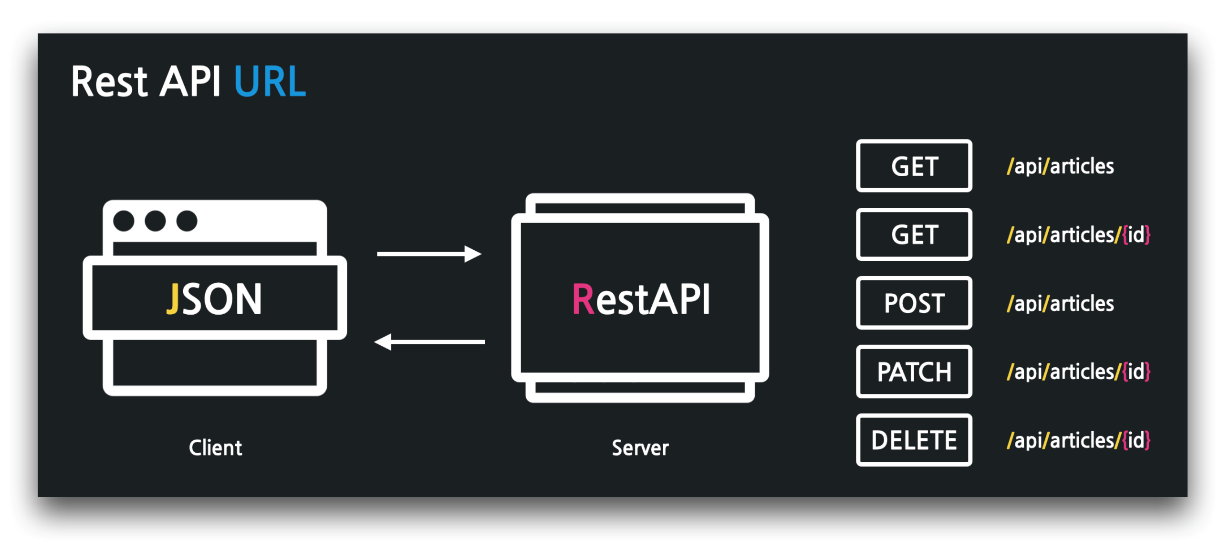 Rest API URL
JSON
Client
RestAPI
Server
GET /api/articles
GET /api/articles/{id}
POST /api/articles
PATCH /api/articles/{id}
DELETE /api/articles/{id}